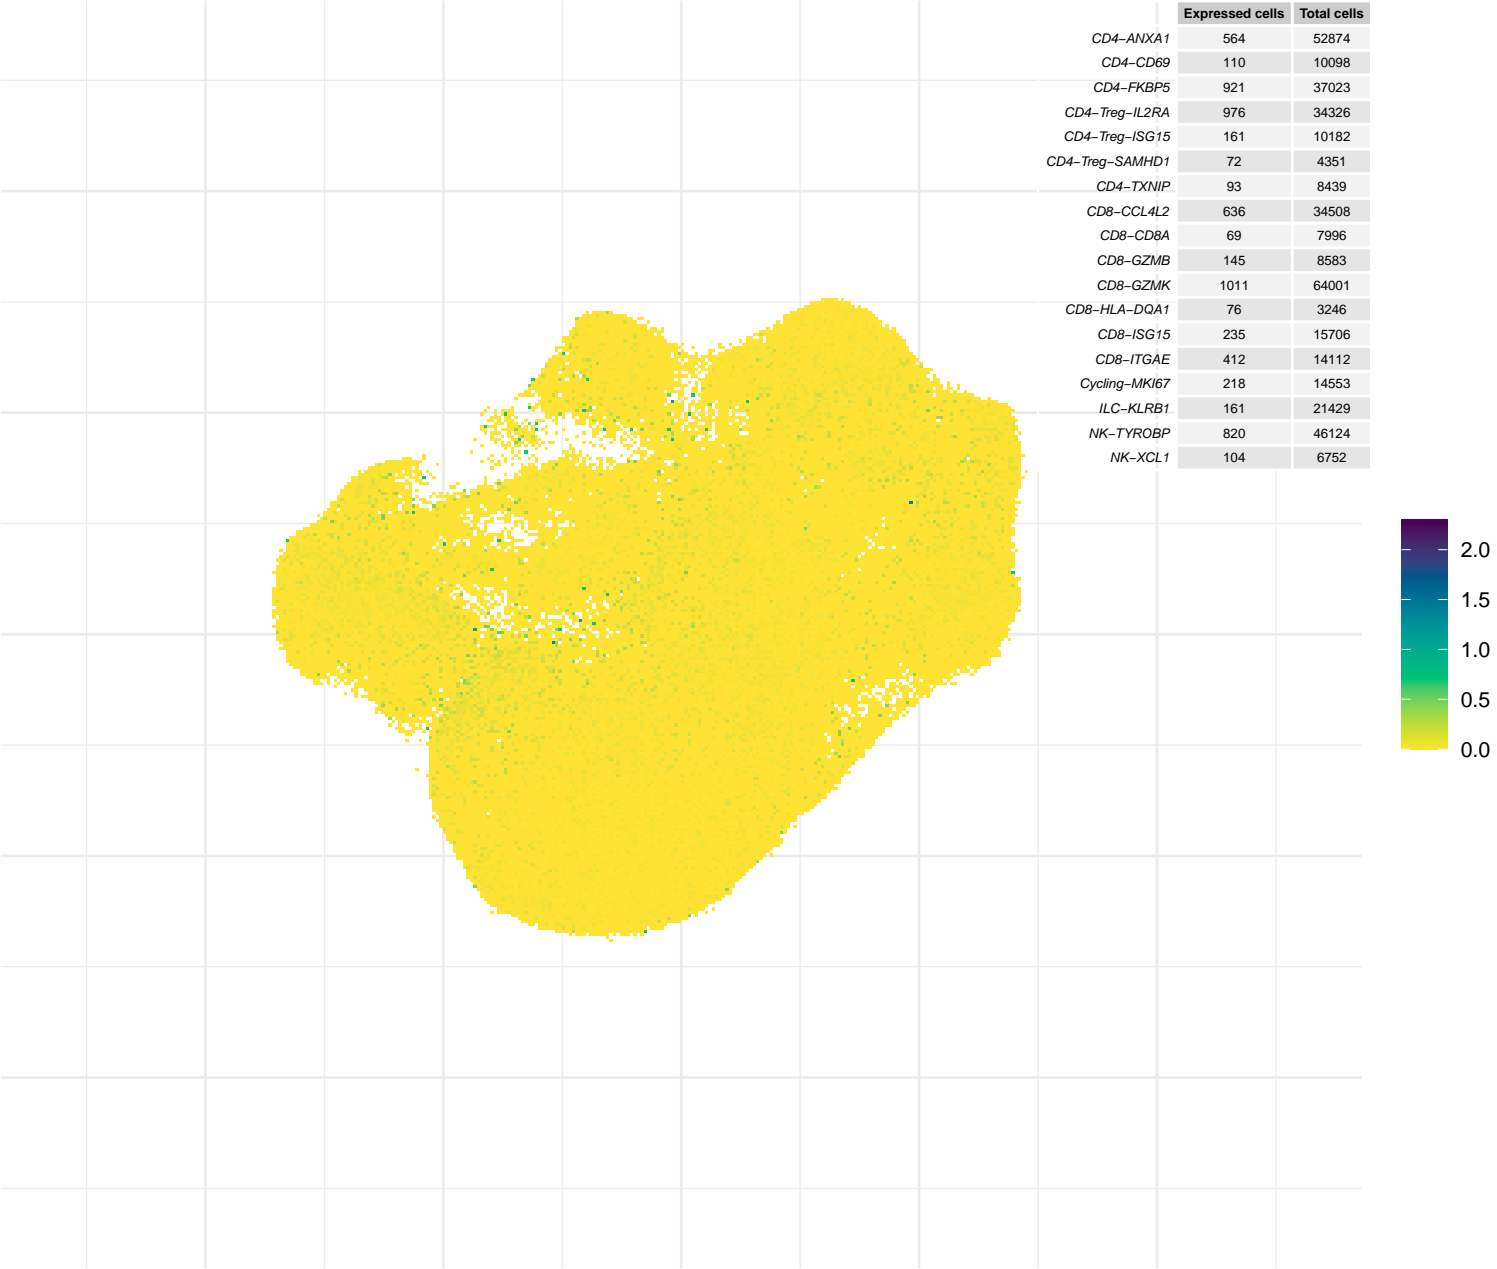 Expressed cells Total cells
CD4−ANXA1 564 52874
CD4−CD69 110 10098
CD4−FKBP5 921 37023
CD4−Treg−IL2RA 976 34326
CD4−Treg−ISG15 161 10182
CD4−Treg−SAMHD1 72 4351
CD4−TXNIP 93 8439
CD8−CCL4L2 636 34508
CD8−CD8A 69 7996
CD8−GZMB 145 8583
CD8−GZMK 1011 64001
CD8−HLA−DQA1 76 3246
CD8−ISG15 235 15706
CD8−ITGAE 412 14112
Cycling−MKI67 218 14553
ILC−KLRB1 161 21429
NK−TYROBP 820 46124
NK−XCL1 104 6752
2.0
1.5
1.0
0.5
0.0